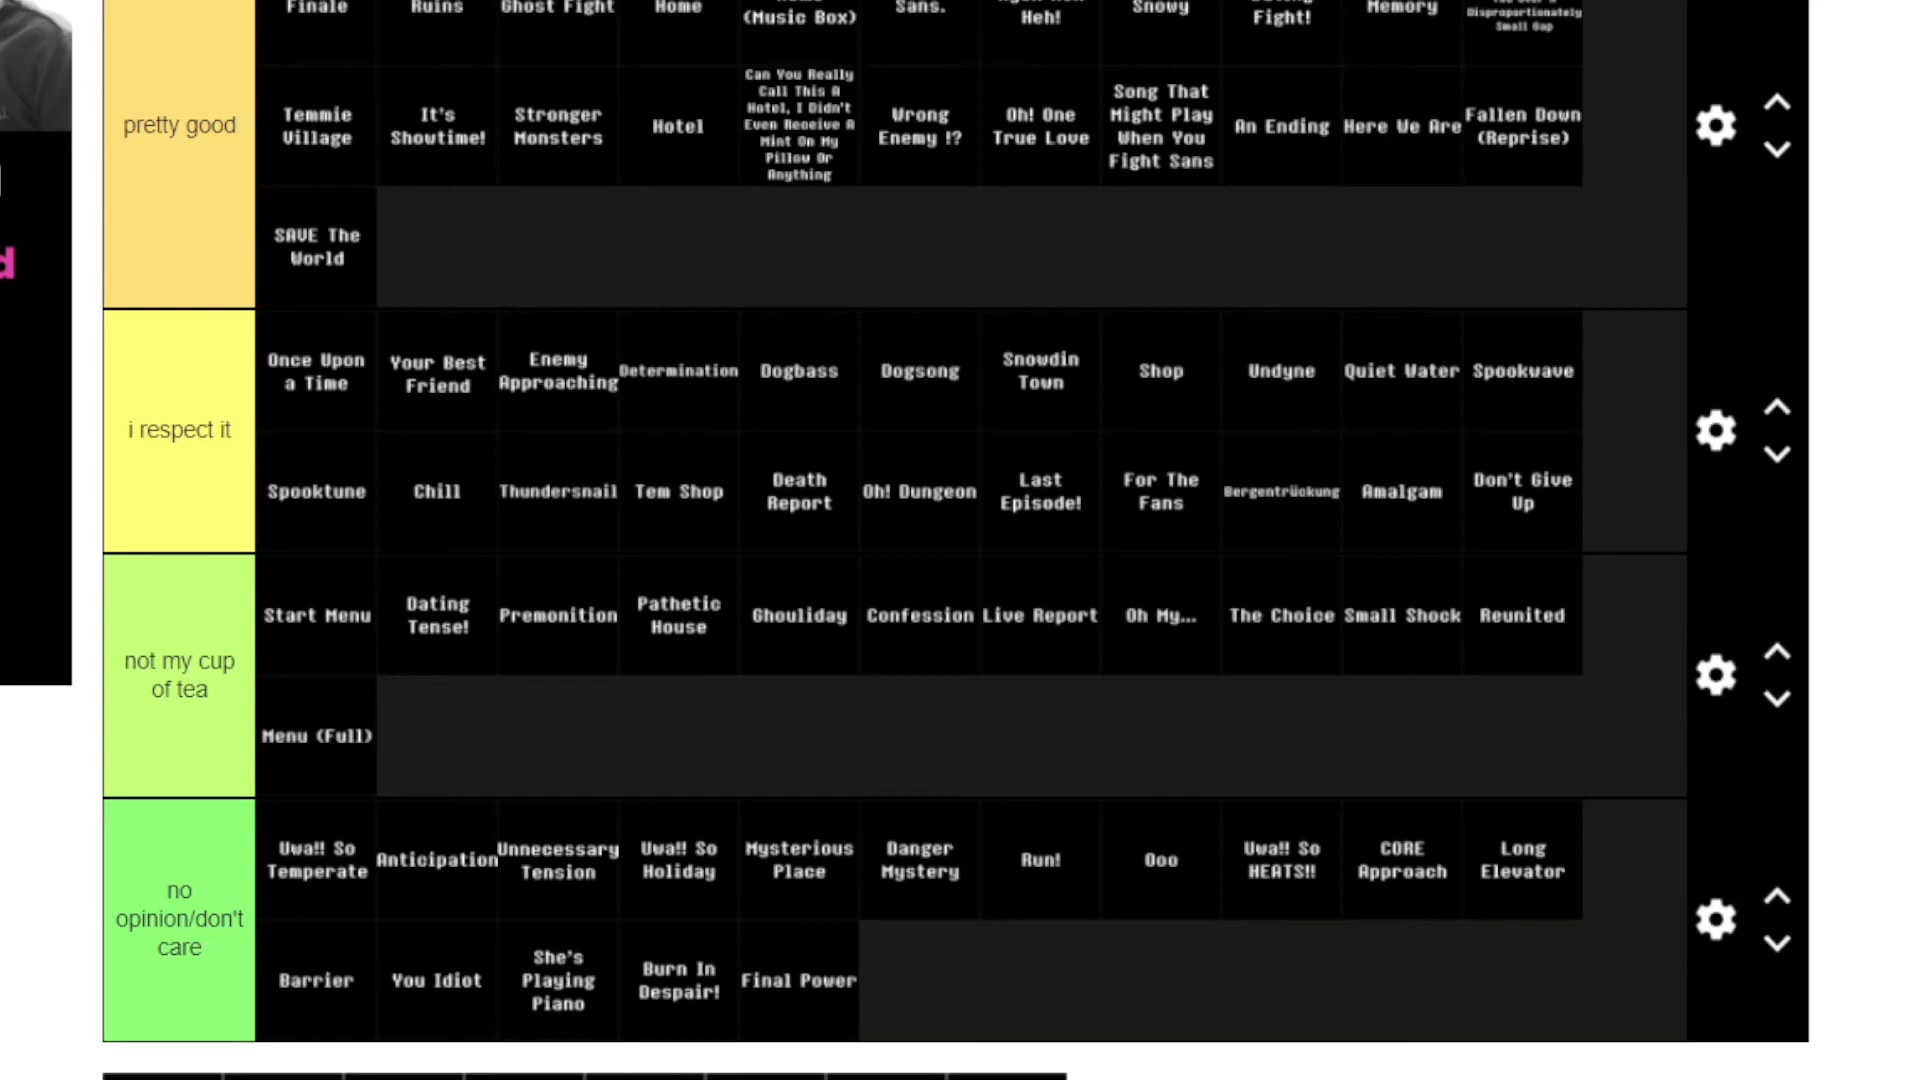 Finale
Ruins
Ghost Fight
Home
(Music Box)
Sans.
Heh!
Snowy
Fight!
Memory
Disproportionately
Small Gap
pretty good
Temmie
Village
It's
Showtime!
Stronger
Monsters
Hotel
Can You Really
Call This A
Hotel, I Didn't
Even Receive A
Mint On My
Pillow Or
Anything
Wrong
Enemy !?
Oh! One
True Love
Song That
Might Play
When You
Fight Sans
An Ending
Here We Are
Fallen Down
(Reprise)
SAVE The
World
d
i respect it
Once Upon
a Time
Your Best
Friend
Enemy
Approaching
Determination
Dogbass
Dogsong
Snowdin
Town
Shop
Undyne
Quiet Water
Spookwave
Spooktune
Chill
Thundersnail
Tem Shop
Death
Report
Oh! Dungeon
Last
Episode!
For The
Fans
Bergentrückung
Amalgam
Don't Give
Up
not my cup
of tea
Start Menu
Dating
Tense!
Premonition
Pathetic
House
Ghouliday
Confession
Live Report
Oh My...
The Choice
Small Shock
Reunited
Menu (Full)
no
opinion/don't
care
Uwa!! So
Temperate
Anticipation
Unnecessary
Tension
Uwa!! So
Holiday
Mysterious
Place
Danger
Mystery
Run!
Ooo
Uwa!! So
HEATS!!
CORE
Approach
Long
Elevator
Barrier
You Idiot
She's
Playing
Piano
Burn In
Despair!
Final Power